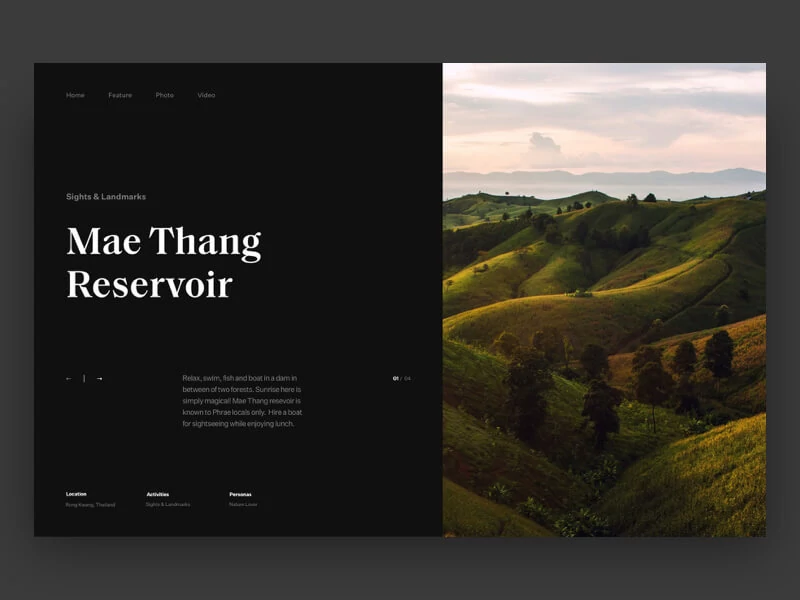 Home Feature Photo Video
Sights & Landmarks
Mae Thang
Reservoir
← | →
Relax, swim, fish and boat in a dam in
between of two forests. Sunrise here is
simply magical! Mae Thang resevoir is
known to Phrae locals only. Hire a boat
for sightseeing while enjoying lunch.
01 / 04
Location Activities Personas
Rong Kwang, Thailand Sights & Landmarks Nature Lover